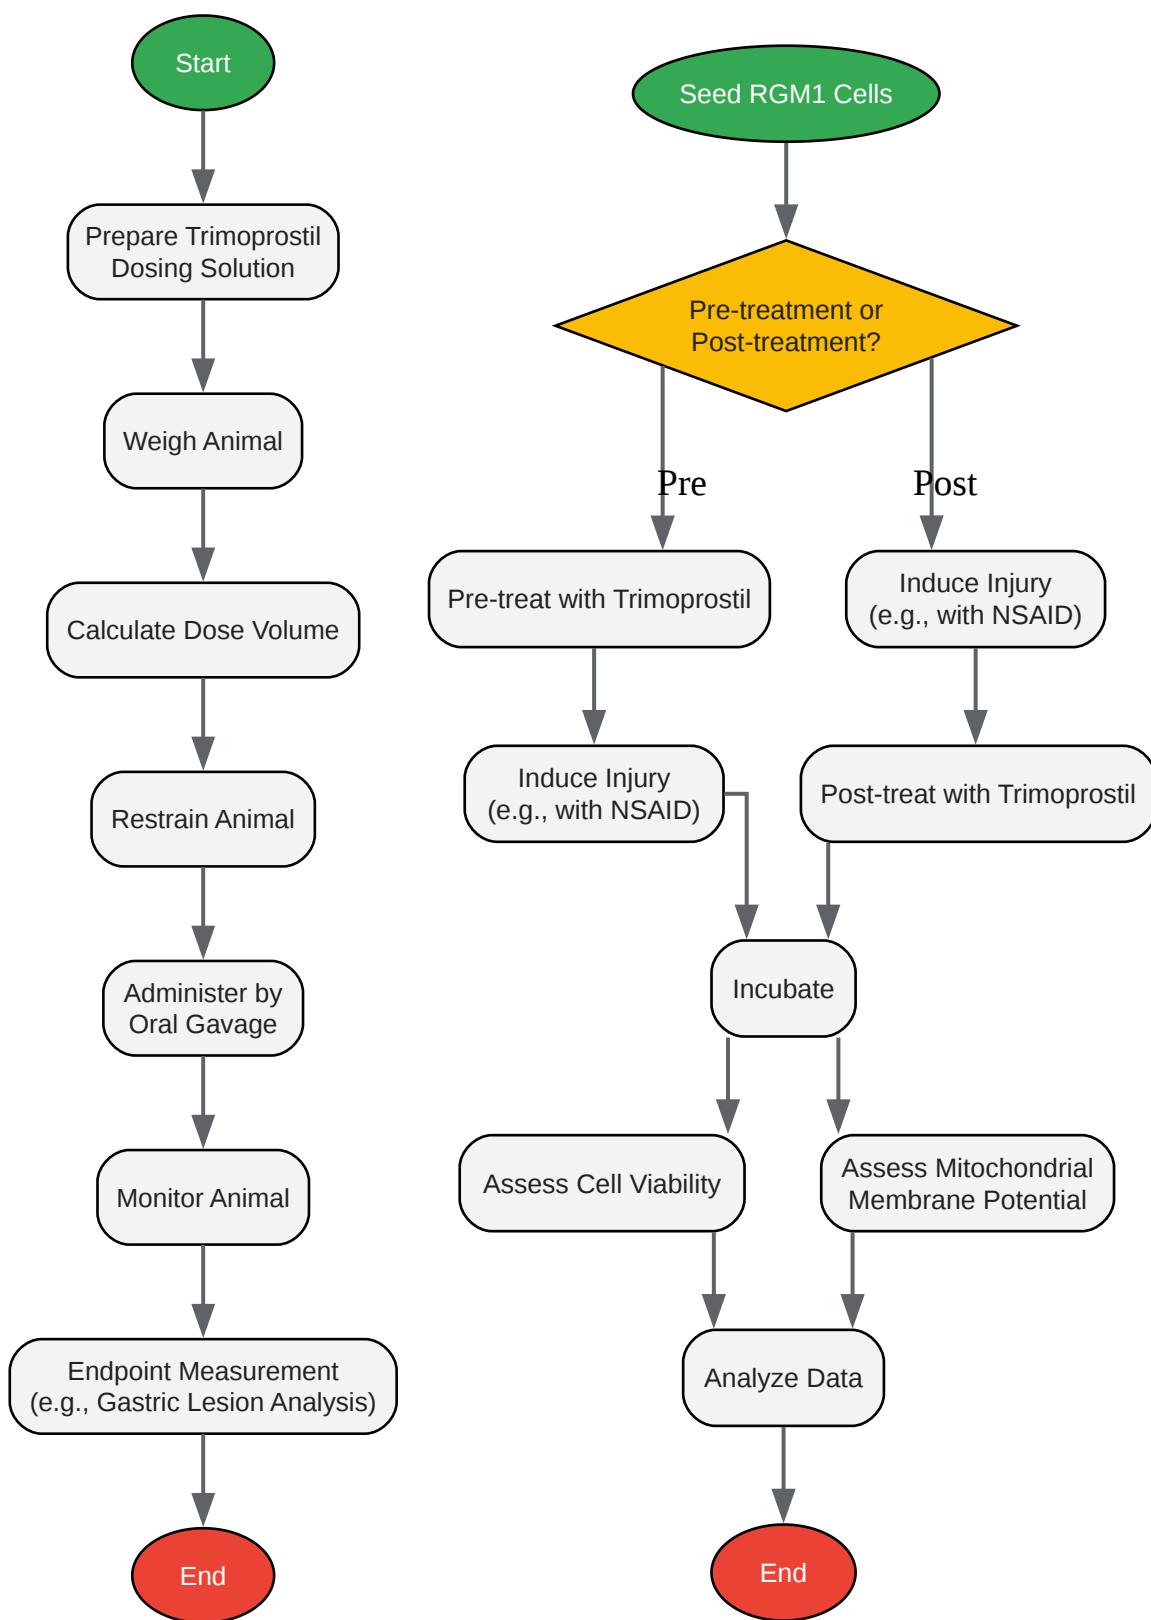 Start
Prepare Trimoprostil
Dosing Solution
Weigh Animal
Calculate Dose Volume
Restrain Animal
Administer by
Oral Gavage
Monitor Animal
Endpoint Measurement
(e.g., Gastric Lesion Analysis)
End
Seed RGM1 Cells
Pre-treatment or
Post-treatment?
Pre
Post
Pre-treat with Trimoprostil
Induce Injury
(e.g., with NSAID)
Induce Injury
(e.g., with NSAID)
Post-treat with Trimoprostil
Incubate
Assess Cell Viability
Assess Mitochondrial
Membrane Potential
Analyze Data
End